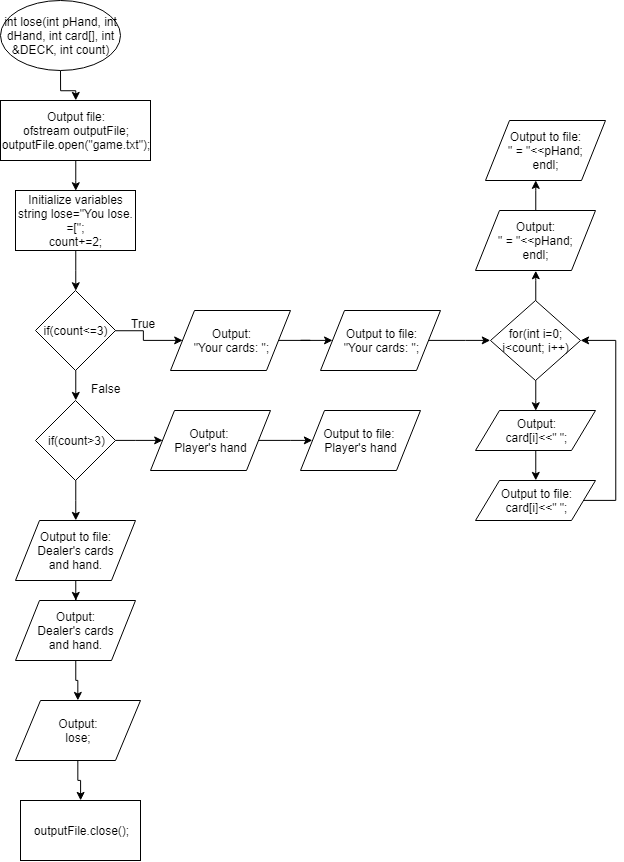 int lose(int pHand, int
dHand, int card[], int
&DECK, int count)
Output file:
ofstream outputFile;
outputFile.open("game.txt");
Initialize variables
string lose="You lose.
=[";
count+=2;
if(count<=3)
True
Output:
"Your cards: ";
Output to file:
"Your cards: ";
for(int i=0;
i<count; i++)
Output:
" = "<<pHand;
endl;
Output to file:
" = "<<pHand;
endl;
Output:
card[i]<<" ";
Output to file:
card[i]<<" ";
False
if(count>3)
Output:
Player's hand
Output to file:
Player's hand
Output to file:
Dealer's cards
and hand.
Output:
Dealer's cards
and hand.
Output:
lose;
outputFile.close();